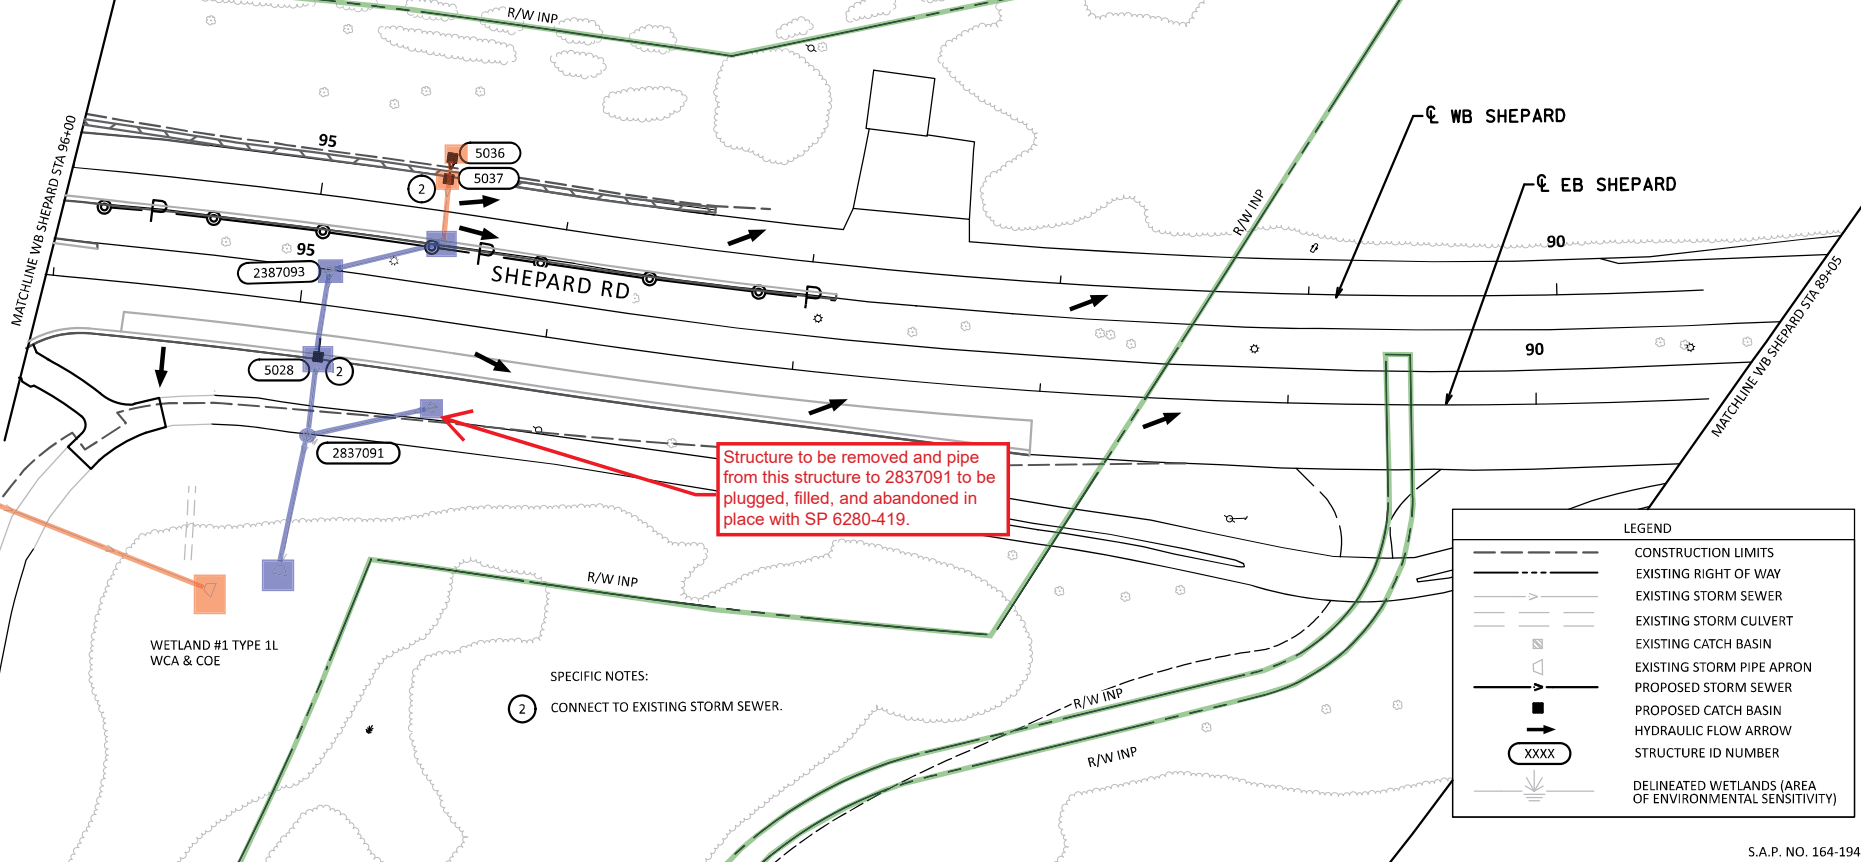 R/W INP
MATCHLINE WB SHEPARD STA 96+00
95
5036
5037
2
P
P
P
95
SHEPARD RD
2387093
5028
2
2837091
R/W INP
℄ WB SHEPARD
℄ EB SHEPARD
90
90
MATCHLINE WB SHEPARD STA 89+05
Structure to be removed and pipe
from this structure to 2837091 to be
plugged, filled, and abandoned in
place with SP 6280-419.
R/W INP
WETLAND #1 TYPE 1L
WCA & COE
SPECIFIC NOTES:
2 CONNECT TO EXISTING STORM SEWER.
R/W INP
R/W INP
LEGEND
CONSTRUCTION LIMITS
EXISTING RIGHT OF WAY
EXISTING STORM SEWER
EXISTING STORM CULVERT
EXISTING CATCH BASIN
EXISTING STORM PIPE APRON
PROPOSED STORM SEWER
PROPOSED CATCH BASIN
HYDRAULIC FLOW ARROW
XXXX STRUCTURE ID NUMBER
DELINEATED WETLANDS (AREA
OF ENVIRONMENTAL SENSITIVITY)
S.A.P. NO. 164-194